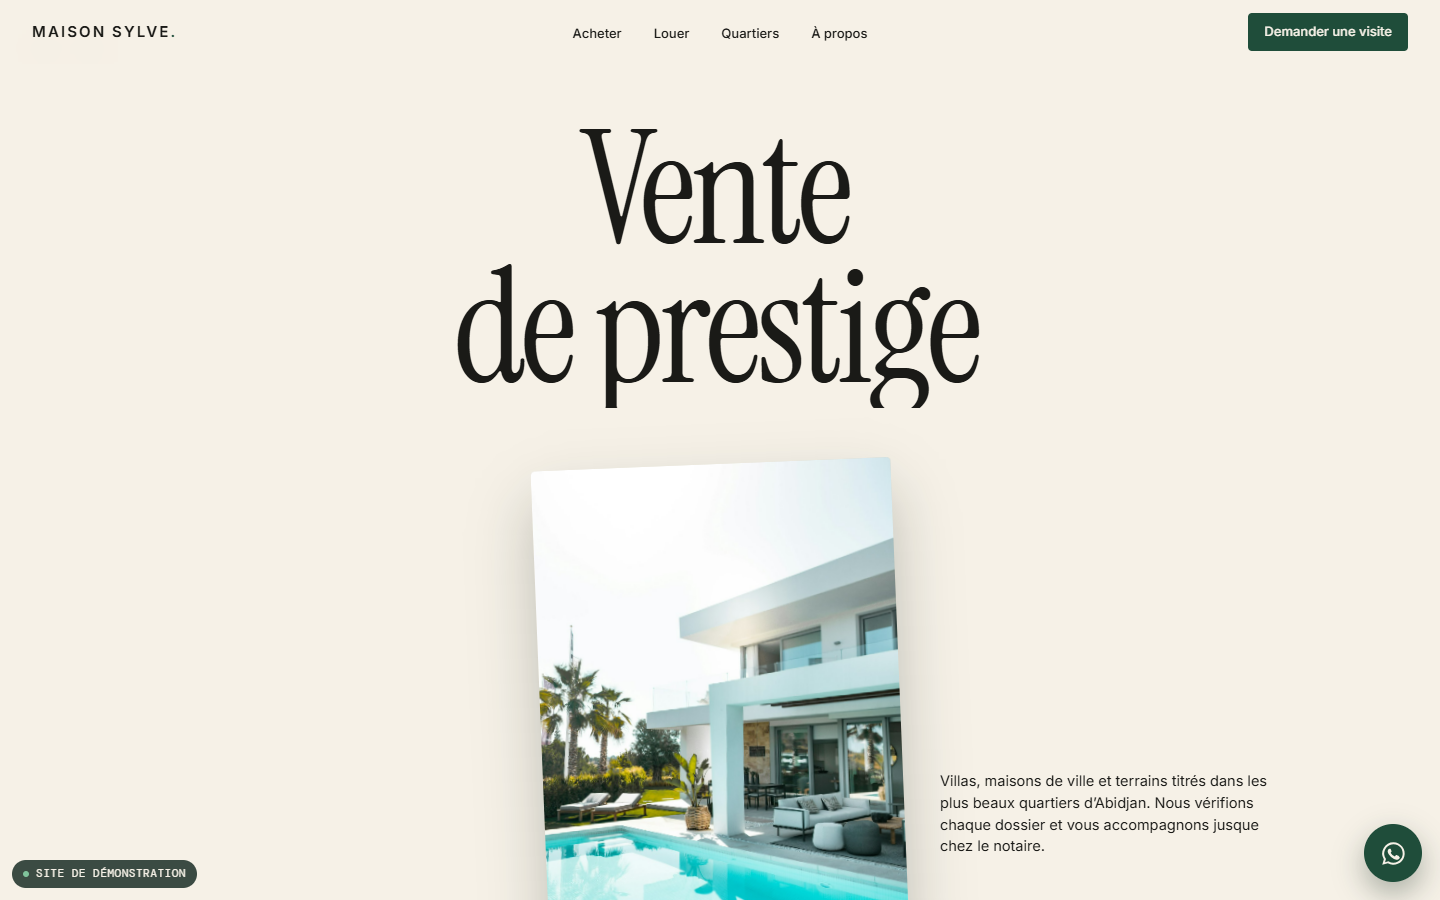 MAISON SYLVE.
Acheter
Louer
Quartiers
À propos
Demander une visite
Vente
de prestige
Villas, maisons de ville et terrains titrés dans les
plus beaux quartiers d’Abidjan. Nous vérifions
chaque dossier et vous accompagnons jusque
chez le notaire.
SITE DE DÉMONSTRATION